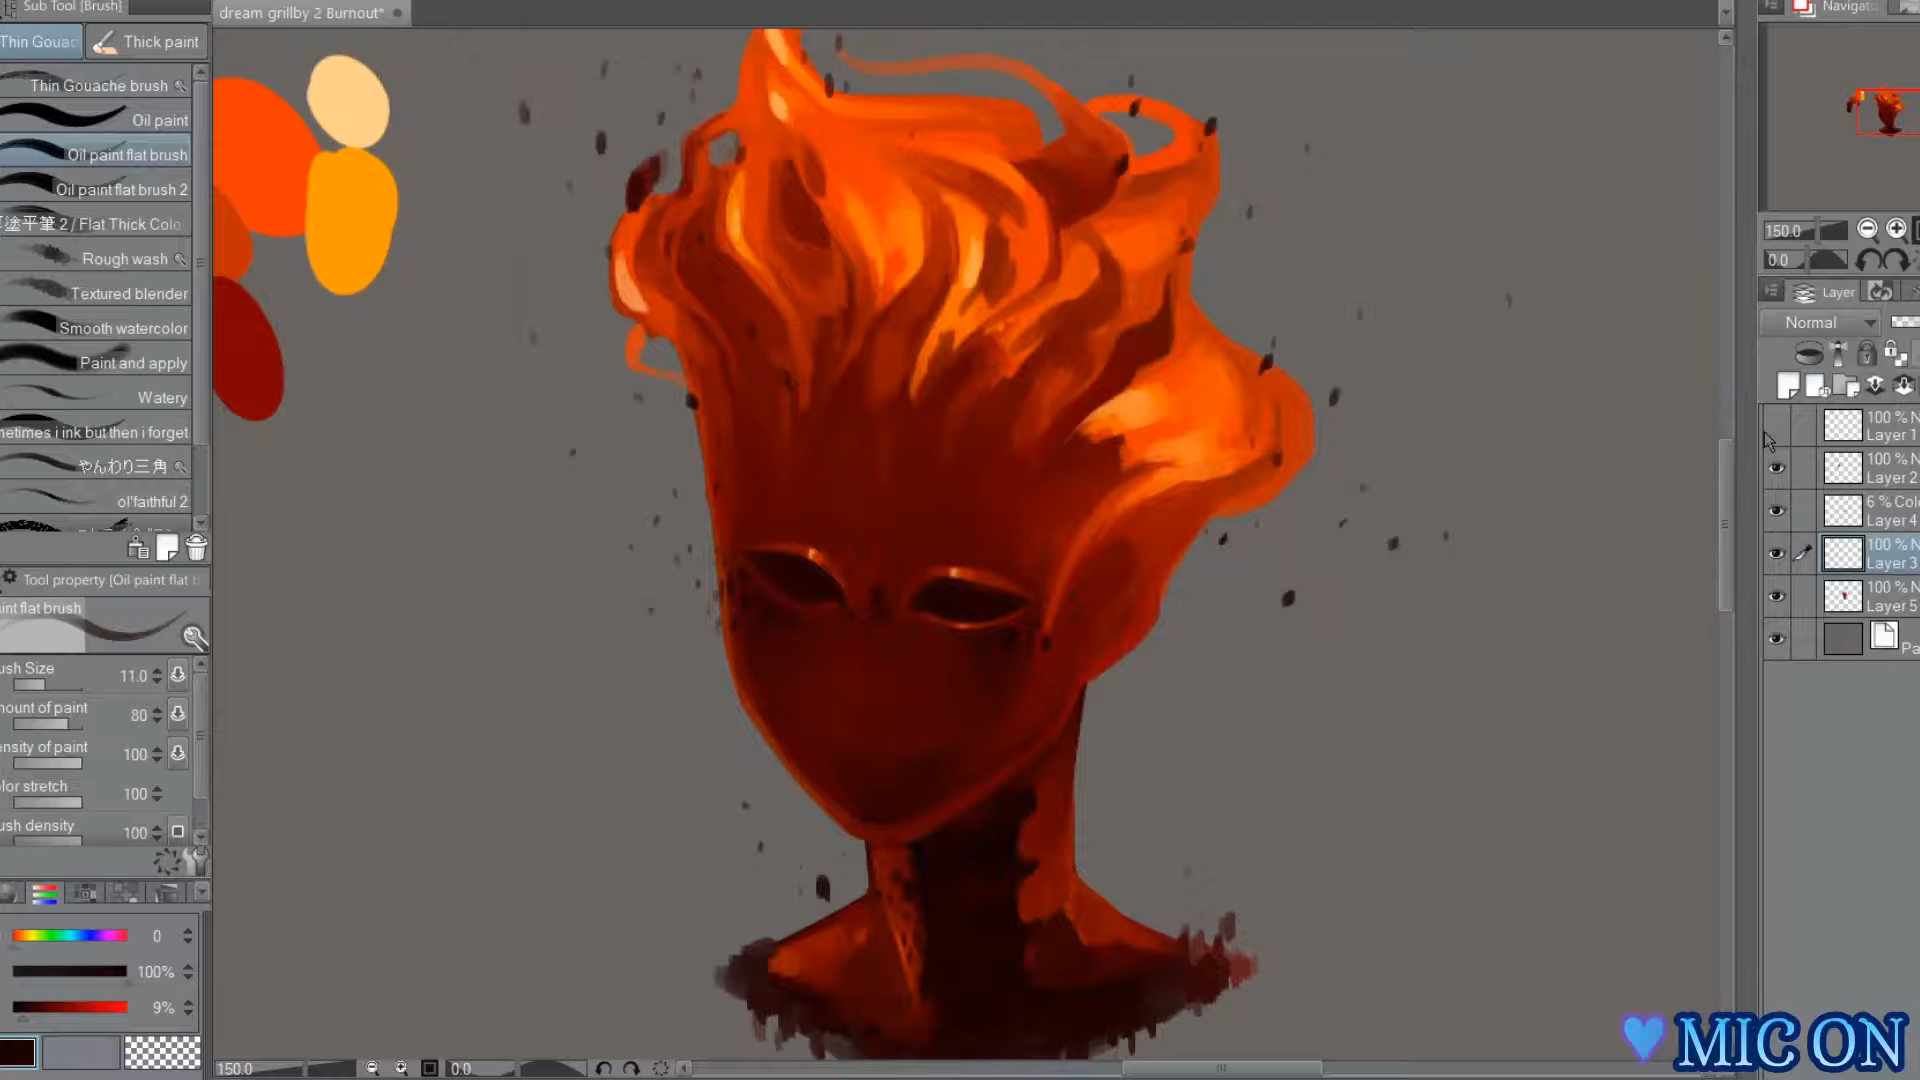 Sub Tool [Brush]
dream grillby 2 Burnout*
Navigato
Thin Gouac
Thick paint
Thin Gouache brush
Oil paint
Oil paint flat brush
Oil paint flat brush 2
塗平筆 2 / Flat Thick Colo
Rough wash
Textured blender
Smooth watercolor
Paint and apply
Watery
netimes i ink but then i forget
やんわり三角
ol'faithful 2
Tool property [Oil paint flat b
int flat brush
ush Size
11.0
mount of paint
80
ensity of paint
100
lor stretch
100
ush density
100
0
100%
9%
150.0
0.0
150.0
0.0
Layer
Normal
100 % N
Layer 1
100 % N
Layer 2
6 % Colo
Layer 4
100 % N
Layer 3
100 % N
Layer 5
Pa
MIC ON